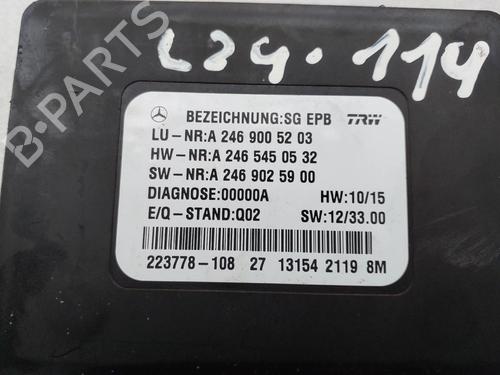 L24.114
BEZEICHNUNG:SG EPB TRW
LU-NR:A 246 900 52 03
HW-NR:A 246 545 05 32
SW-NR:A 246 902 59 00
DIAGNOSE:00000A HW:10/15
E/Q-STAND:Q02 SW:12/33.00
223778-108 27 13154 2119 8M